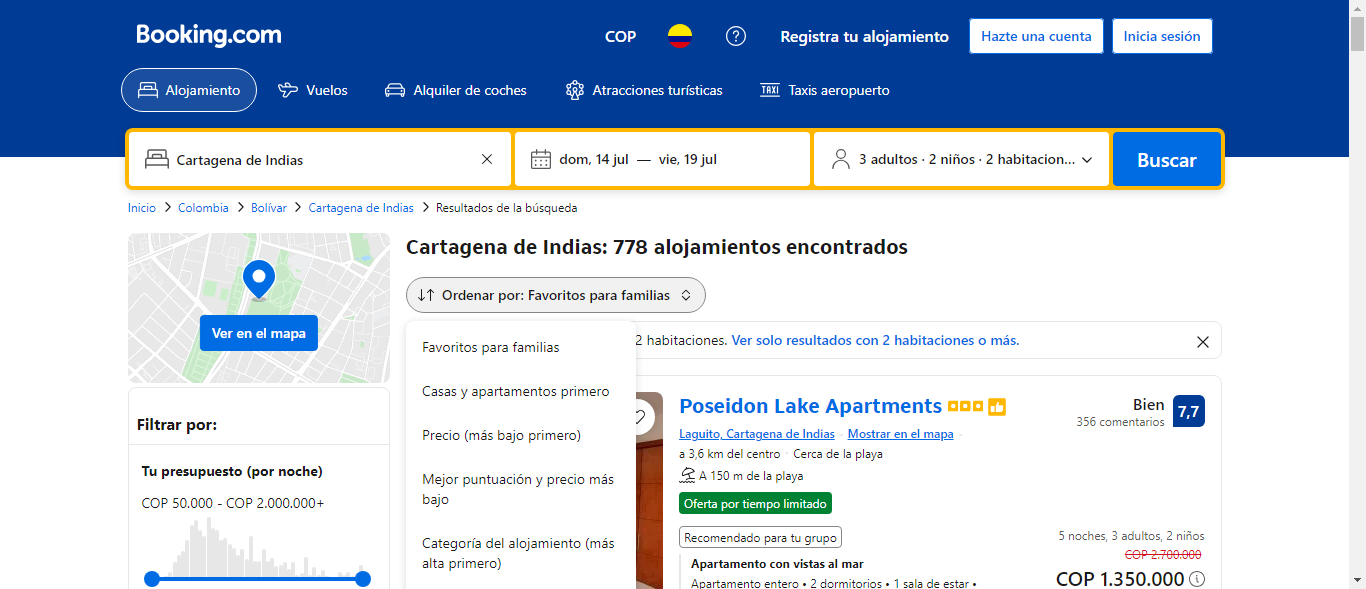 Booking.com
COP
Registra tu alojamiento
Hazte una cuenta
Inicia sesión
Alojamiento
Vuelos
Alquiler de coches
Atracciones turísticas
TAXI
Taxis aeropuerto
Cartagena de Indias
dom, 14 jul — vie, 19 jul
3 adultos · 2 niños · 2 habitacion...
Buscar
Inicio
Colombia
Bolívar
Cartagena de Indias
Resultados de la búsqueda
Ver en el mapa
Cartagena de Indias: 778 alojamientos encontrados
Ordenar por: Favoritos para familias
Favoritos para familias
Casas y apartamentos primero
Precio (más bajo primero)
Mejor puntuación y precio más
bajo
Categoría del alojamiento (más
alta primero)
2 habitaciones. Ver solo resultados con 2 habitaciones o más.
Filtrar por:
Tu presupuesto (por noche)
COP 50.000 - COP 2.000.000+
Poseidon Lake Apartments
Laguito, Cartagena de Indias · Mostrar en el mapa ·
a 3,6 km del centro · Cerca de la playa
A 150 m de la playa
Oferta por tiempo limitado
Recomendado para tu grupo
Apartamento con vistas al mar
Apartamento entero • 2 dormitorios • 1 sala de estar •
Bien
356 comentarios
7,7
5 noches, 3 adultos, 2 niños
COP 2.700.000
COP 1.350.000